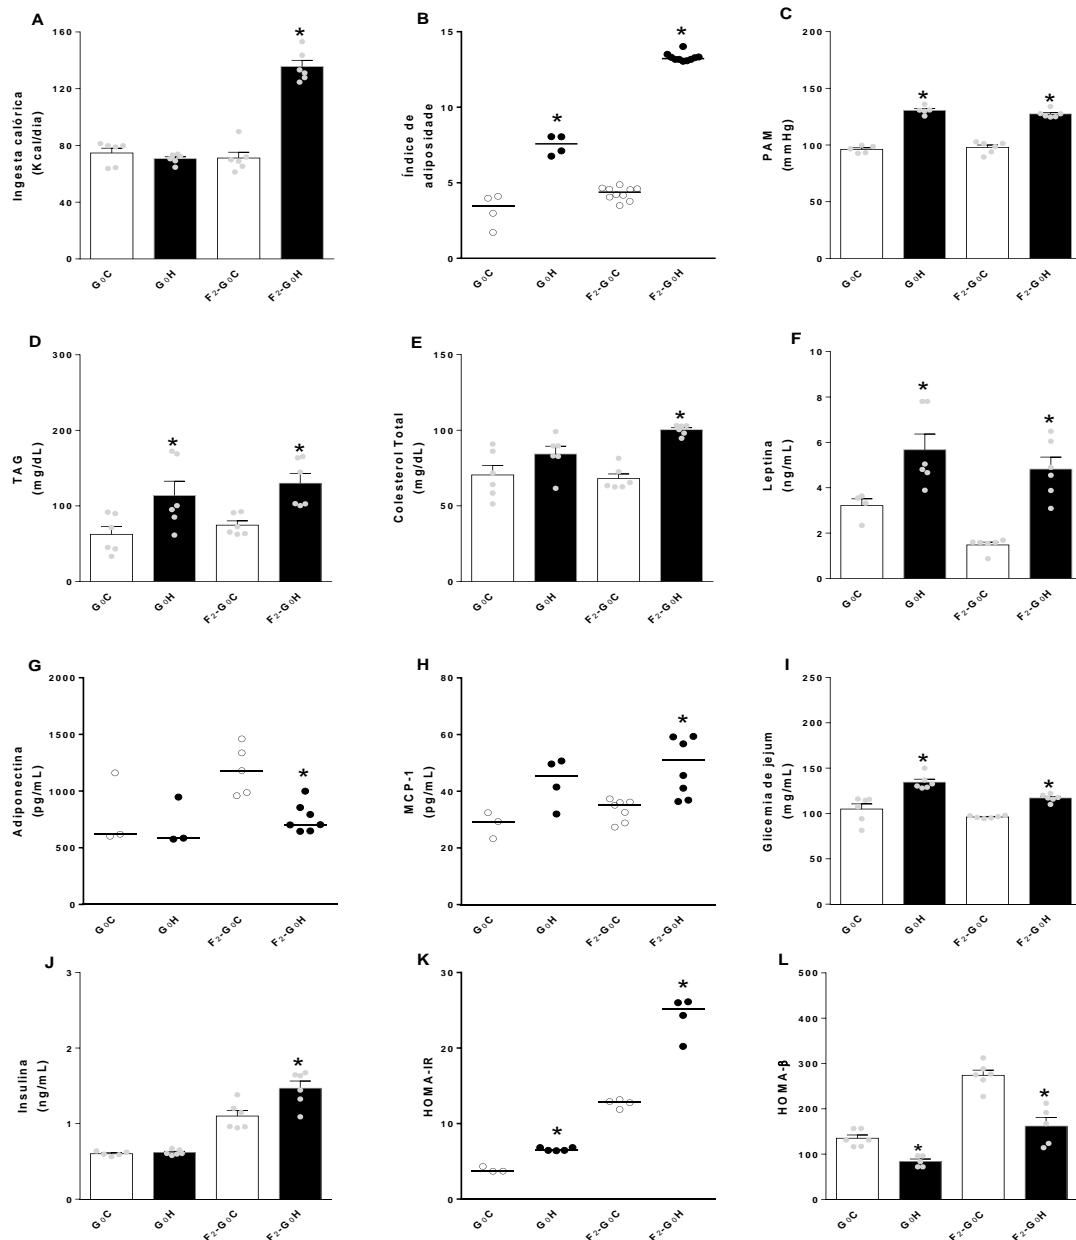 A
Ingesta calórica
(Kcal/dia)
160
120
80
40
0
*
G₀C
G₀H
F₂-G₀C
F₂-G₀H
B
Índice de
adiposidade
15
10
5
0
*
*
G₀C
G₀H
F₂-G₀C
F₂-G₀H
C
PAM
(mmHg)
200
150
100
50
0
*
*
G₀C
G₀H
F₂-G₀C
F₂-G₀H
D
TAG
(mg/dL)
300
200
100
0
*
*
G₀C
G₀H
F₂-G₀C
F₂-G₀H
E
Colesterol Total
(mg/dL)
150
100
50
0
*
G₀C
G₀H
F₂-G₀C
F₂-G₀H
F
Leptina
(ng/mL)
10
8
6
4
2
0
*
*
G₀C
G₀H
F₂-G₀C
F₂-G₀H
G
Adiponectina
(pg/mL)
2000
1500
1000
500
0
*
G₀C
G₀H
F₂-G₀C
F₂-G₀H
H
MCP-1
(pg/mL)
80
60
40
20
0
*
G₀C
G₀H
F₂-G₀C
F₂-G₀H
I
Glicemia de jejum
(mg/mL)
250
200
150
100
50
0
*
*
G₀C
G₀H
F₂-G₀C
F₂-G₀H
J
Insulina
(ng/mL)
3
2
1
0
*
G₀C
G₀H
F₂-G₀C
F₂-G₀H
K
HOMA-IR
30
20
10
0
*
*
G₀C
G₀H
F₂-G₀C
F₂-G₀H
L
HOMA-β
500
400
300
200
100
0
*
*
G₀C
G₀H
F₂-G₀C
F₂-G₀H